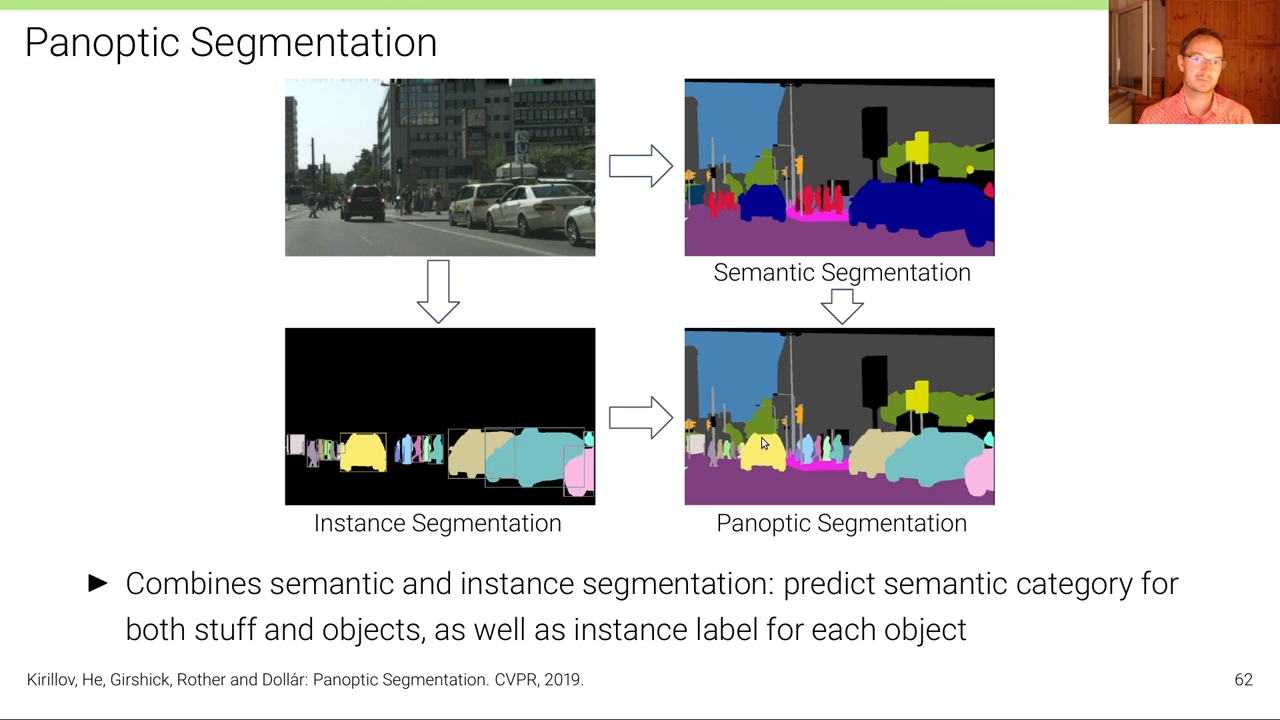 Panoptic Segmentation
Semantic Segmentation
Instance Segmentation
Panoptic Segmentation
► Combines semantic and instance segmentation: predict semantic category for
both stuff and objects, as well as instance label for each object
Kirillov, He, Girshick, Rother and Dollár: Panoptic Segmentation. CVPR, 2019.
62